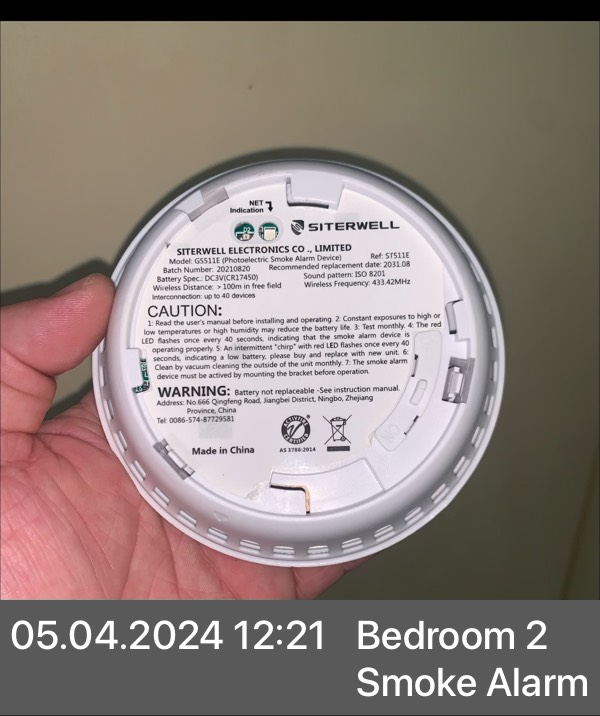 NET
Indication
SITERWELL
SITERWELL ELECTRONICS CO ., LIMITED
Model: GS511E (Photoelectric Smoke Alarm Device) Ref: ST511E
Batch Number: 20210820 Recommended replacement date: 2031.08
Battery Spec.: DC3V(CR17450) Sound pattern: ISO 8201
Wireless Distance: > 100m in free field Wireless Frequency: 433.42MHz
Interconnection: up to 40 devices
CAUTION:
1: Read the user's manual before installing and operating. 2: Constant exposures to high or
low temperatures or high humidity may reduce the battery life. 3: Test monthly. 4: The red
LED flashes once every 40 seconds, indicating that the smoke alarm device is
operating properly. 5: An intermittent "chirp" with red LED flashes once every 40
seconds, indicating a low battery, please buy and replace with new unit. 6:
Clean by vacuum cleaning the outside of the unit monthly. 7: The smoke alarm
device must be actived by mounting the bracket before operation.
WARNING: Battery not replaceable -See instruction manual.
Address: No.666 Qingfeng Road, Jiangbei District, Ningbo, Zhejiang
Province, China
Tel: 0086-574-87729581
Made in China
AS 3786:2014
05.04.2024 12:21 Bedroom 2
Smoke Alarm